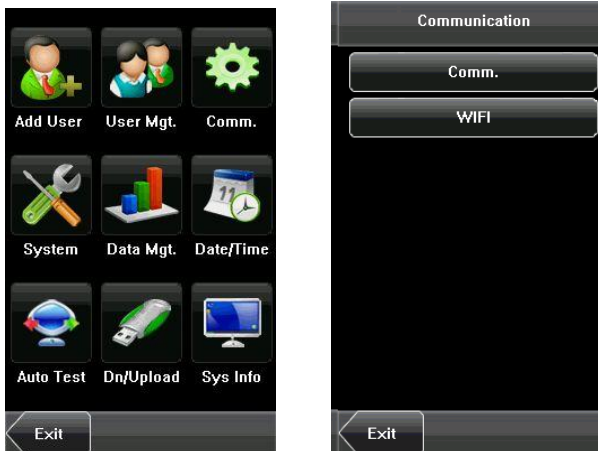 Add User User Mgt. Comm.
System Data Mgt. Date/Time
11
Auto Test Dn/Upload Sys Info
Exit
Communication
Comm.
WIFI
Exit